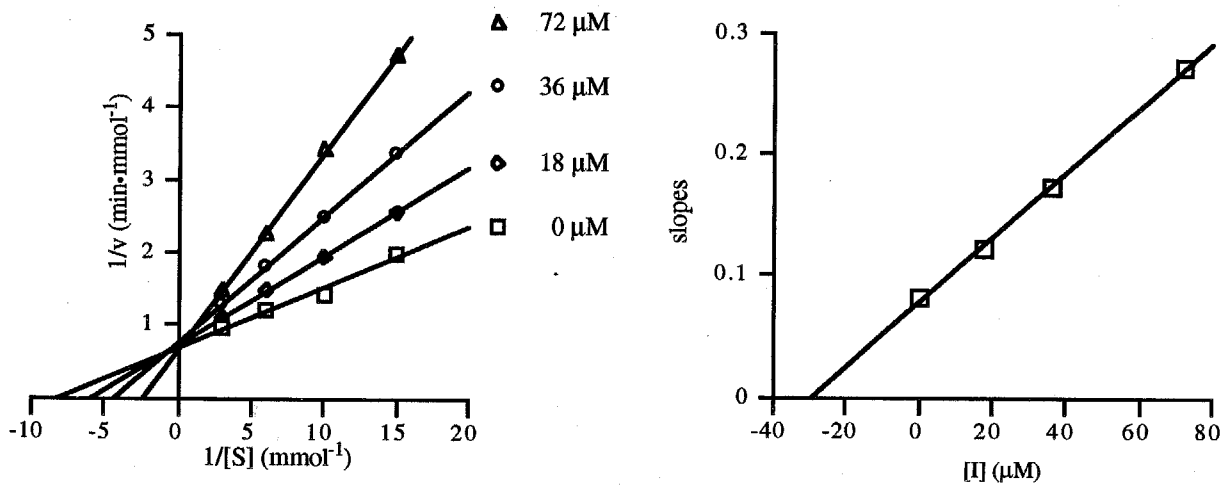 5
4
3
2
1
1/v (min•mmol⁻¹)
-10 -5 0 5 10 15 20
1/[S] (mmol⁻¹)
72 µM
36 µM
18 µM
0 µM
0.3
0.2
0.1
0
slopes
-40 -20 0 20 40 60 80
[I] (µM)